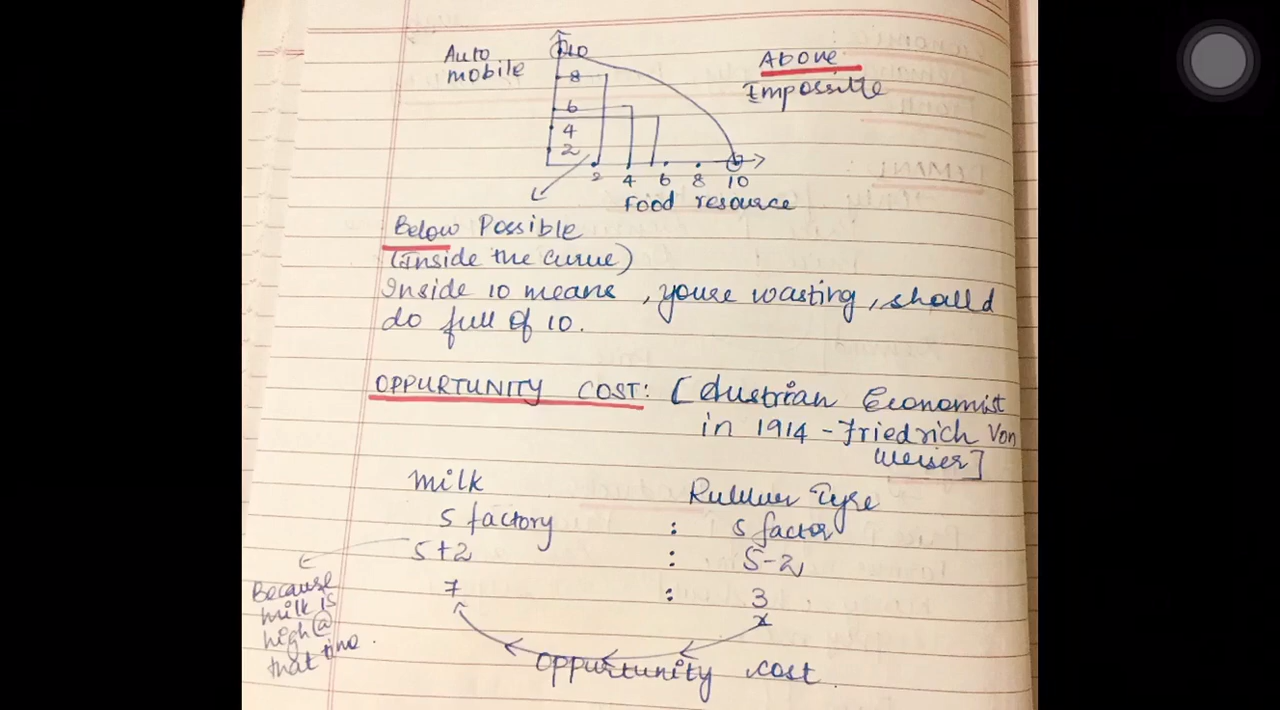 Auto
mobile
10
8
6
4
2
2 4 6 8 10
Food resource
Above
Impossible
Below Possible
(Inside the curve)
Inside 10 means, youse wasting, should
do full of 10.
OPPURTUNITY COST: [Austrian Economist
in 1914 - Friedrich Von
Weiser]
Milk Rubber Tyre
5 factory : 5 factor
5+2 : 5-2
7 : 3
x
Because
milk is
high @
that time.
Oppurtunity cost.